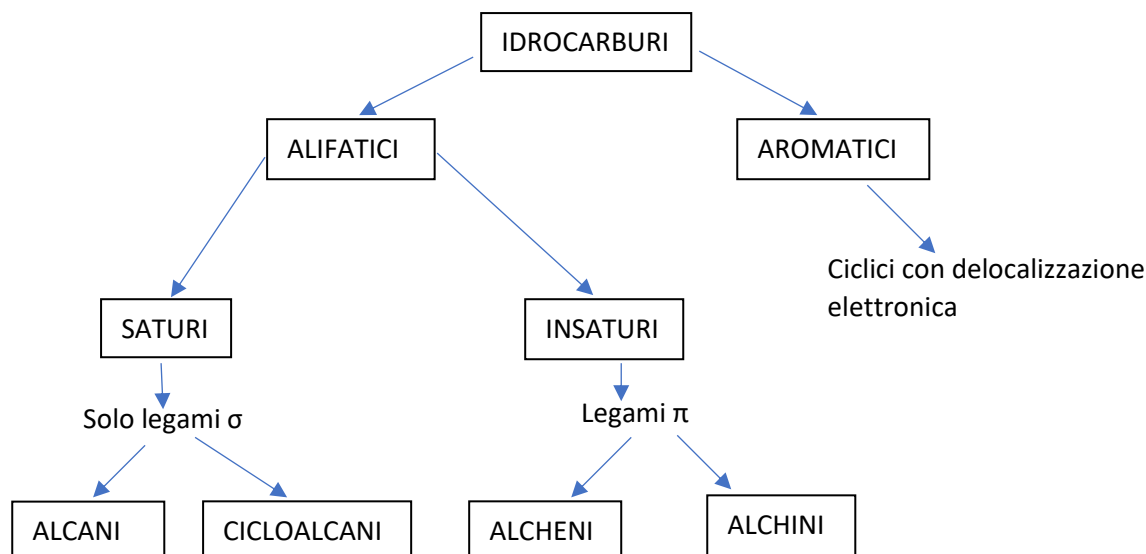 IDROCARBURI
ALIFATICI
AROMATICI
Ciclici con delocalizzazione
elettronica
SATURI
INSATURI
Solo legami σ
Legami π
ALCANI
CICLOALCANI
ALCHENI
ALCHINI